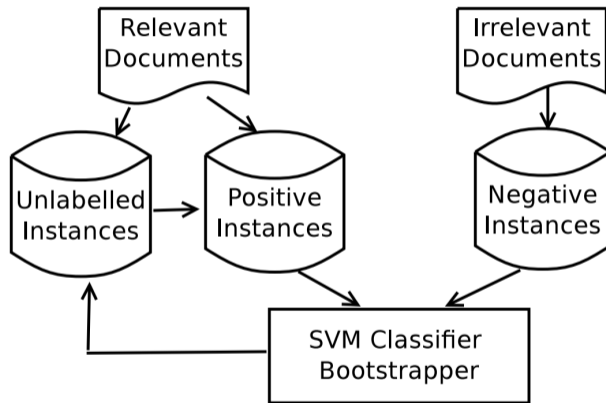 Relevant
Documents
Irrelevant
Documents
Unlabelled
Instances
Positive
Instances
Negative
Instances
SVM Classifier
Bootstrapper